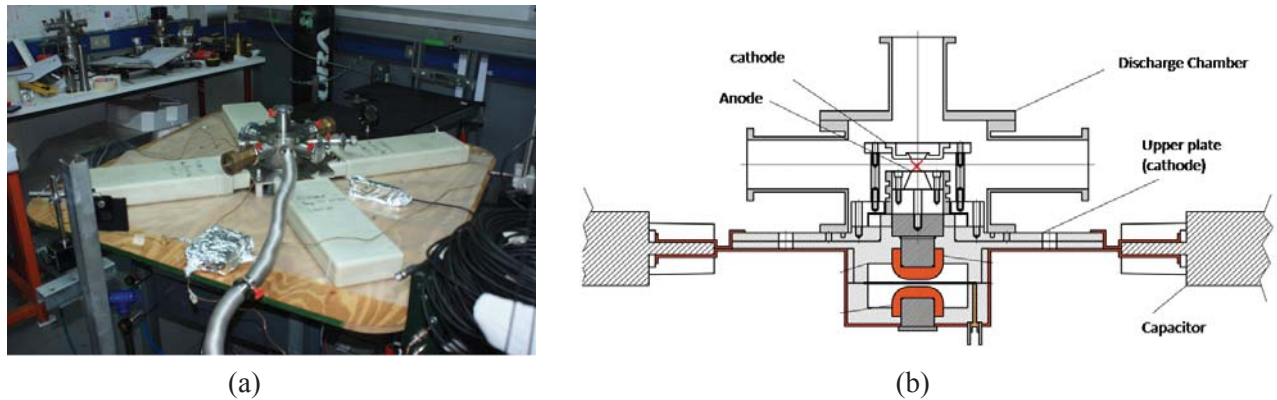 cathode
Anode
Discharge Chamber
Upper plate
(cathode)
Capacitor
(a)
(b)